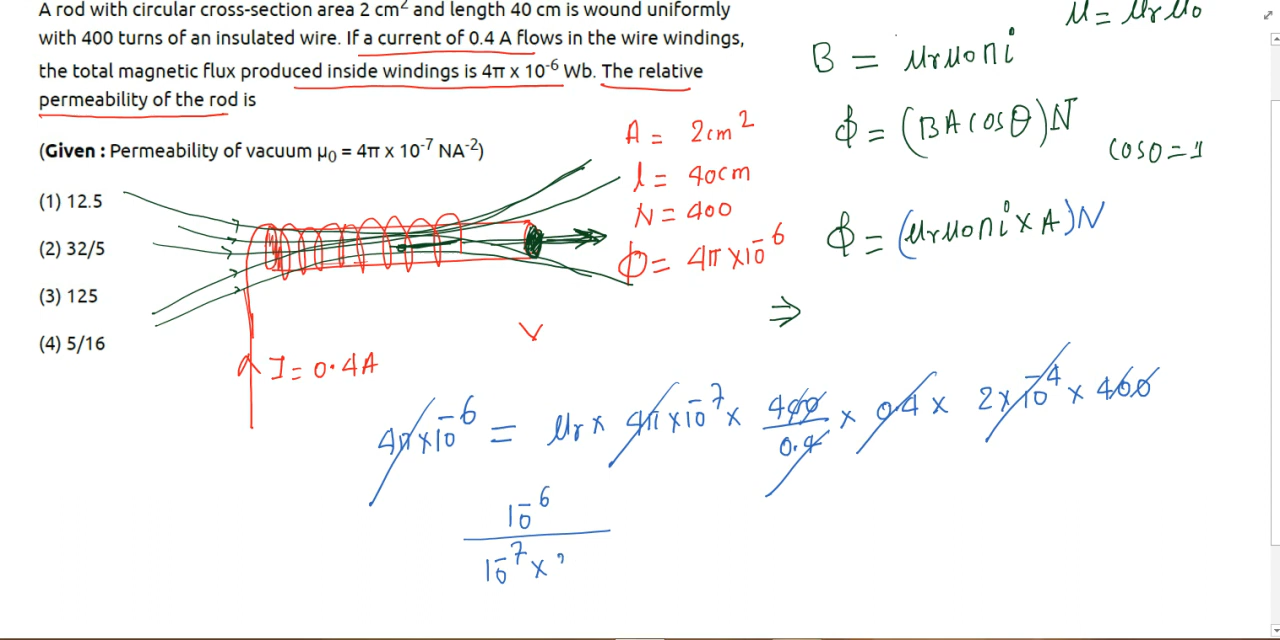 A rod with circular cross-section area 2 cm² and length 40 cm is wound uniformly
with 400 turns of an insulated wire. If a current of 0.4 A flows in the wire windings,
the total magnetic flux produced inside windings is 4π x 10⁻⁶ Wb. The relative
permeability of the rod is
(Given : Permeability of vacuum μ₀ = 4π x 10⁻⁷ NA⁻²)
(1) 12.5
(2) 32/5
(3) 125
(4) 5/16
A = 2cm²
l = 40cm
N = 400
ϕ = 4π×10⁻⁶
I = 0.4A
μ = μrμ0
B = μrμ0ni
ϕ = (BAcosθ)N
cos0=1
ϕ = (μrμ0ni×A)N
⇒
4π×10⁻⁶ = μr× 4π×10⁻⁷× 400/0.4 × 0.4 × 2×10⁻⁴ × 400
10⁻⁶
10⁻⁷×